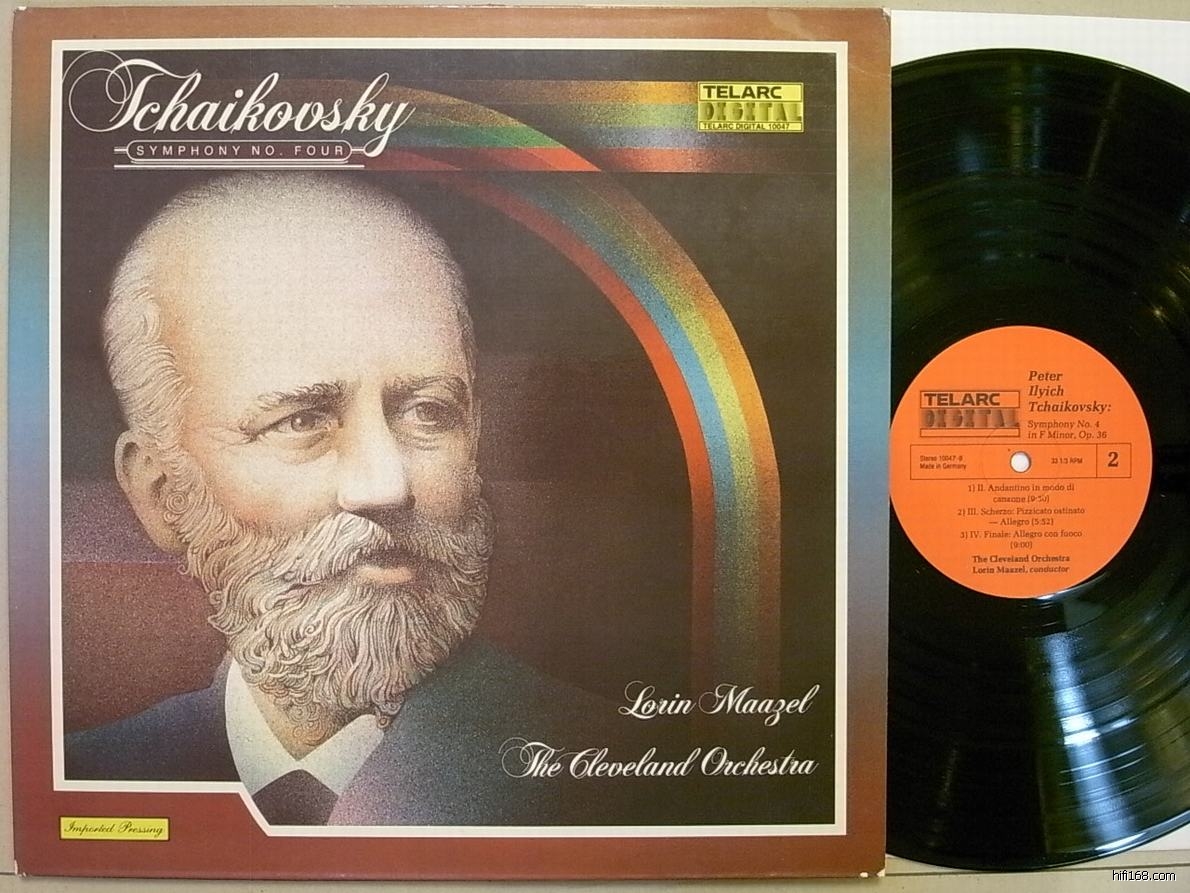 Tchaikovsky
SYMPHONY NO. FOUR
TELARC
DIGITAL
TELARC DIGITAL 10047
Lorin Maazel
The Cleveland Orchestra
Imported Pressing
TELARC
DIGITAL
Peter
Ilyich
Tchaikovsky:
Symphony No. 4
in F Minor, Op. 36
Stereo 10047-B
Made in Germany
33 1/3 RPM
2
1) II. Andantino in modo di
canzone (9:50)
2) III. Scherzo: Pizzicato ostinato
— Allegro (5:52)
3) IV. Finale: Allegro con fuoco
(9:00)
The Cleveland Orchestra
Lorin Maazel, conductor
hifi168.com